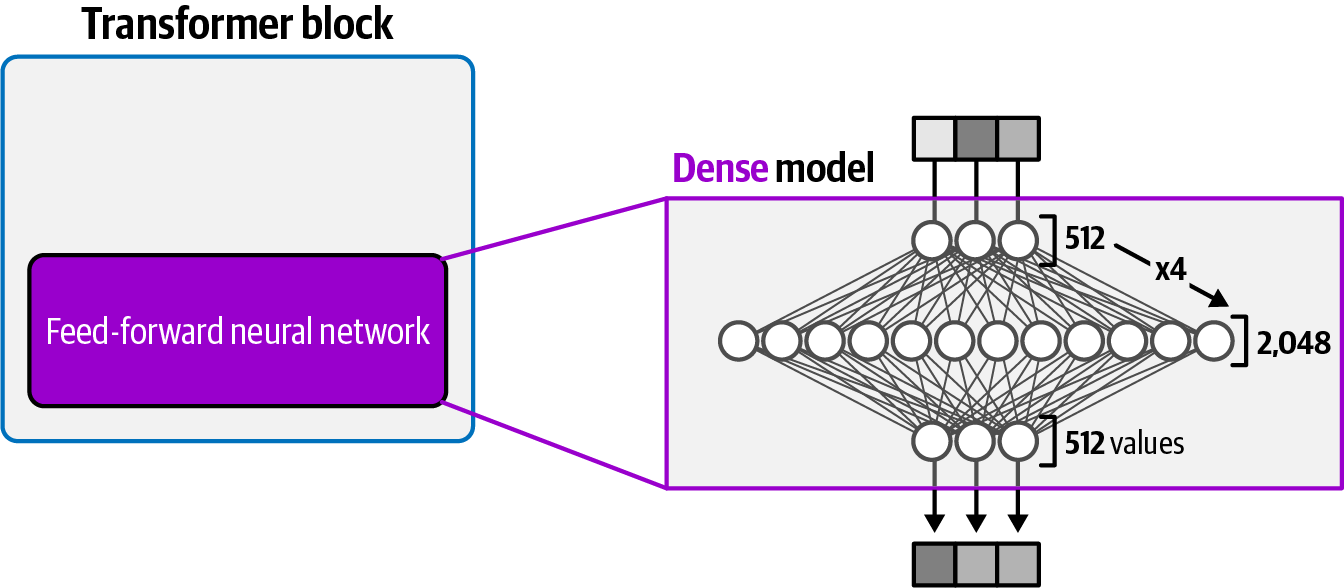 Transformer block
Dense model
512
x4
Feed-forward neural network
2,048
512 values